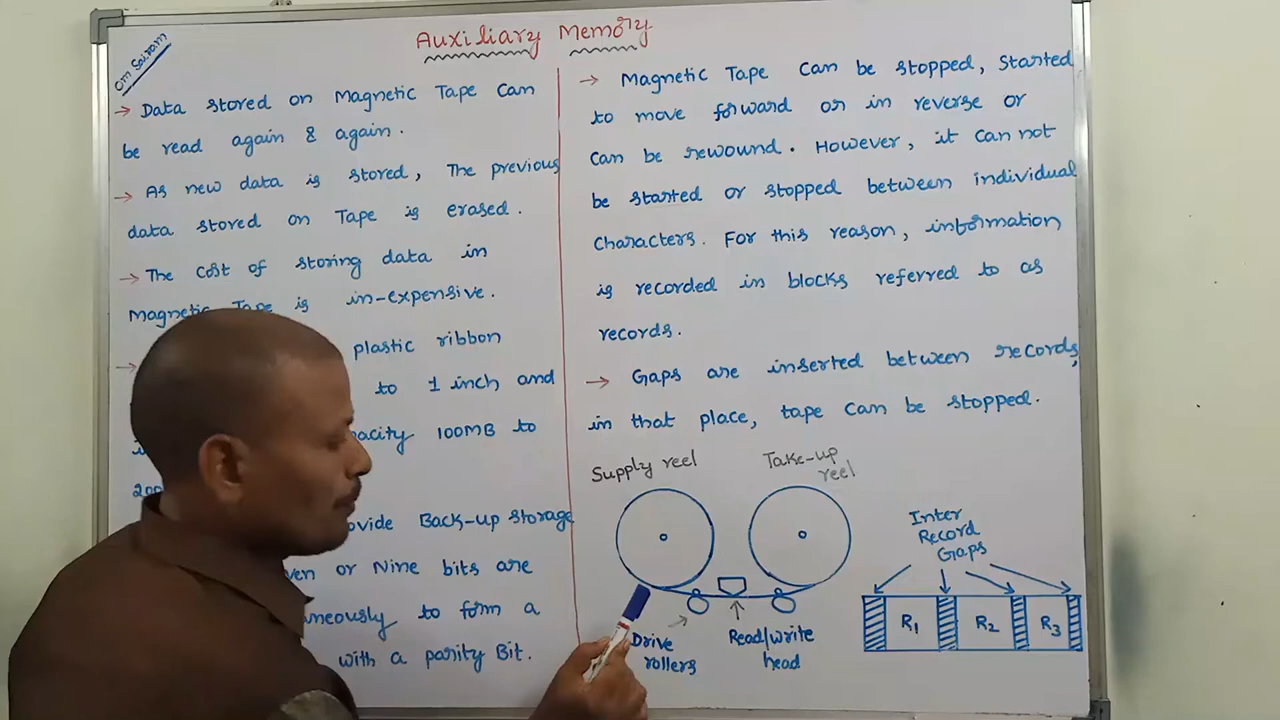 Om Sairam
Auxiliary Memory
→ Data stored on Magnetic Tape can
be read again & again.
→ As new data is stored, The previous
data stored on Tape is erased.
→ The cost of storing data in
Magnetic Tape is in-expensive.
→ plastic ribbon
to 1 inch and
100MB to
Back-up storage
or Nine bits are
to form a
with a parity Bit.
→ Magnetic Tape can be stopped, Started
to move forward or in reverse or
can be rewound. However, it can not
be started or stopped between individual
characters. For this reason, information
is recorded in blocks referred to as
records.
→ Gaps are inserted between records,
in that place, tape can be stopped.
Supply reel
Take-up
reel
Drive
rollers
Read/write
head
Inter
Record
Gaps
R1 R2 R3